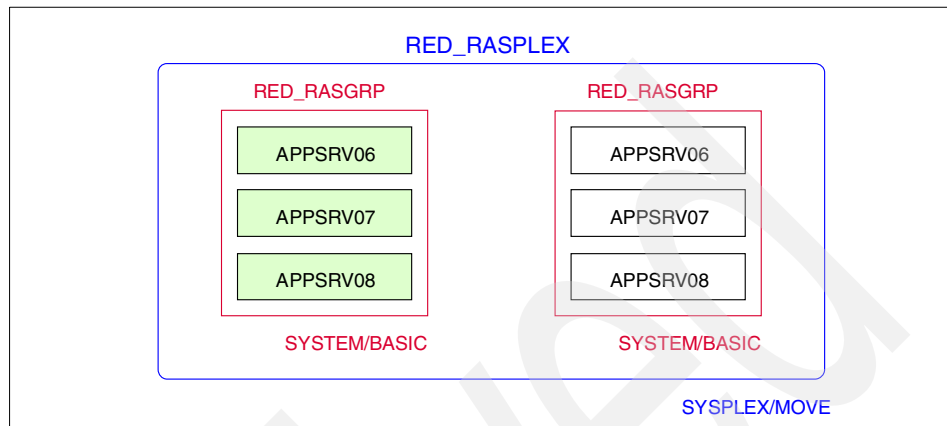 RED_RASPLEX
RED_RASGRP
RED_RASGRP
APPSRV06
APPSRV06
APPSRV07
APPSRV07
APPSRV08
APPSRV08
SYSTEM/BASIC
SYSTEM/BASIC
SYSPLEX/MOVE